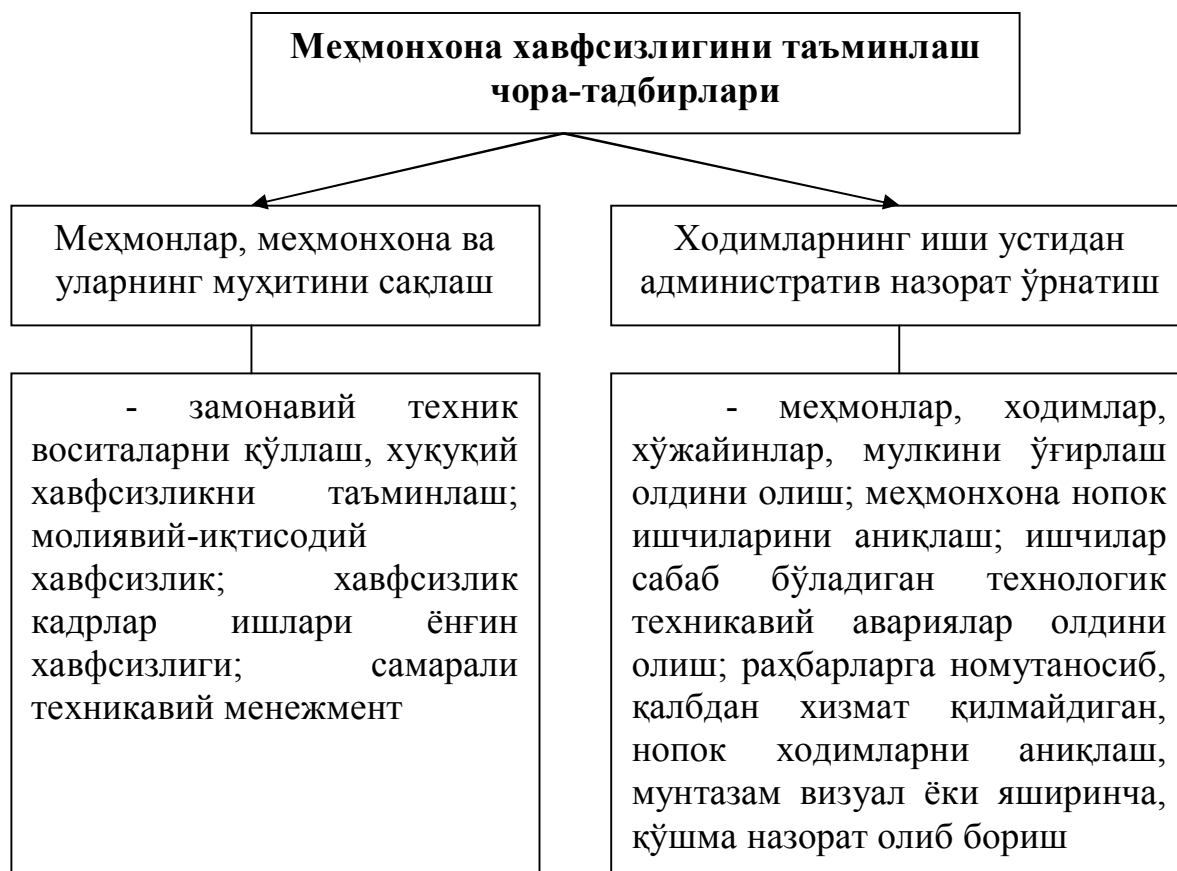 Меҳмонхона хавфсизлигини таъминлаш
чора-тадбирлари
Меҳмонлар, меҳмонхона ва
уларнинг муҳитини сақлаш
Ходимларнинг иши устидан
административ назорат ўрнатиш
- замонавий техник
воситаларни қўллаш, хуқуқий
хавфсизликни таъминлаш;
молиявий-иқтисодий
хавфсизлик; хавфсизлик
кадрлар ишлари ёнғин
хавфсизлиги; самарали
техникавий менежмент
- меҳмонлар, ходимлар,
хўжайинлар, мулкини ўғирлаш
олдини олиш; меҳмонхона нопок
ишчиларини аниқлаш; ишчилар
сабаб бўладиган технологик
техникавий авариялар олдини
олиш; раҳбарларга номутаносиб,
қалбдан хизмат қилмайдиган,
нопок ходимларни аниқлаш,
мунтазам визуал ёки яширинча,
қўшма назорат олиб бориш